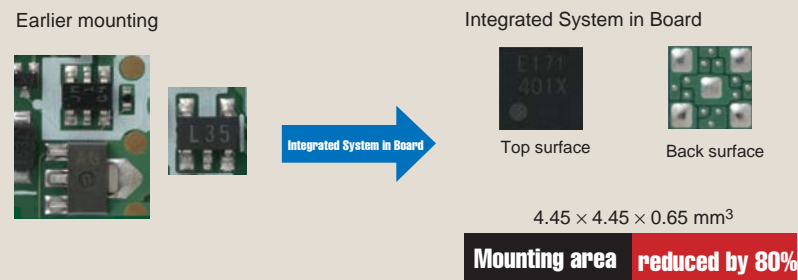 Earlier mounting
Integrated System in Board
L35
Integrated System in Board
E171
401X
Top surface
Back surface
4.45 × 4.45 × 0.65 mm³
Mounting area reduced by 80%